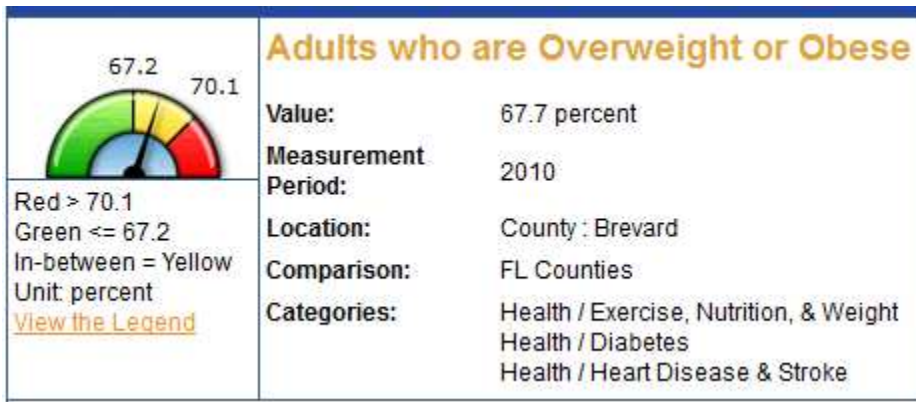 67.2
70.1
Red > 70.1
Green <= 67.2
In-between = Yellow
Unit: percent
View the Legend
Adults who are Overweight or Obese
Value: 67.7 percent
Measurement
Period: 2010
Location: County : Brevard
Comparison: FL Counties
Categories: Health / Exercise, Nutrition, & Weight
Health / Diabetes
Health / Heart Disease & Stroke